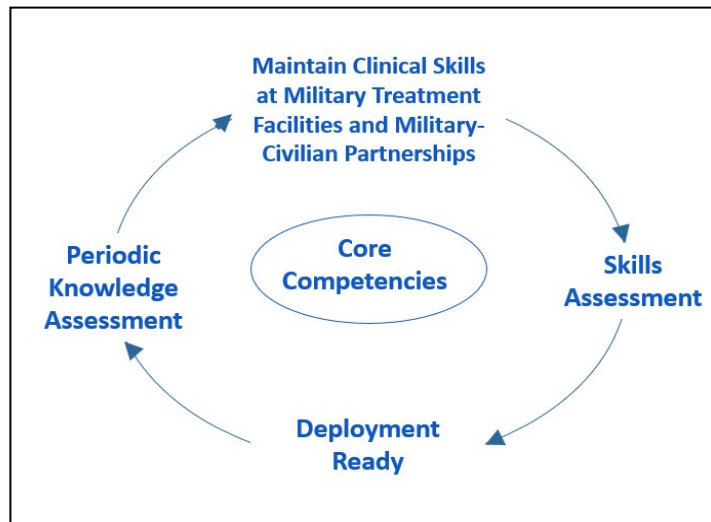 Maintain Clinical Skills
at Military Treatment
Facilities and Military-
Civilian Partnerships
Periodic
Knowledge
Assessment
Core
Competencies
Skills
Assessment
Deployment
Ready